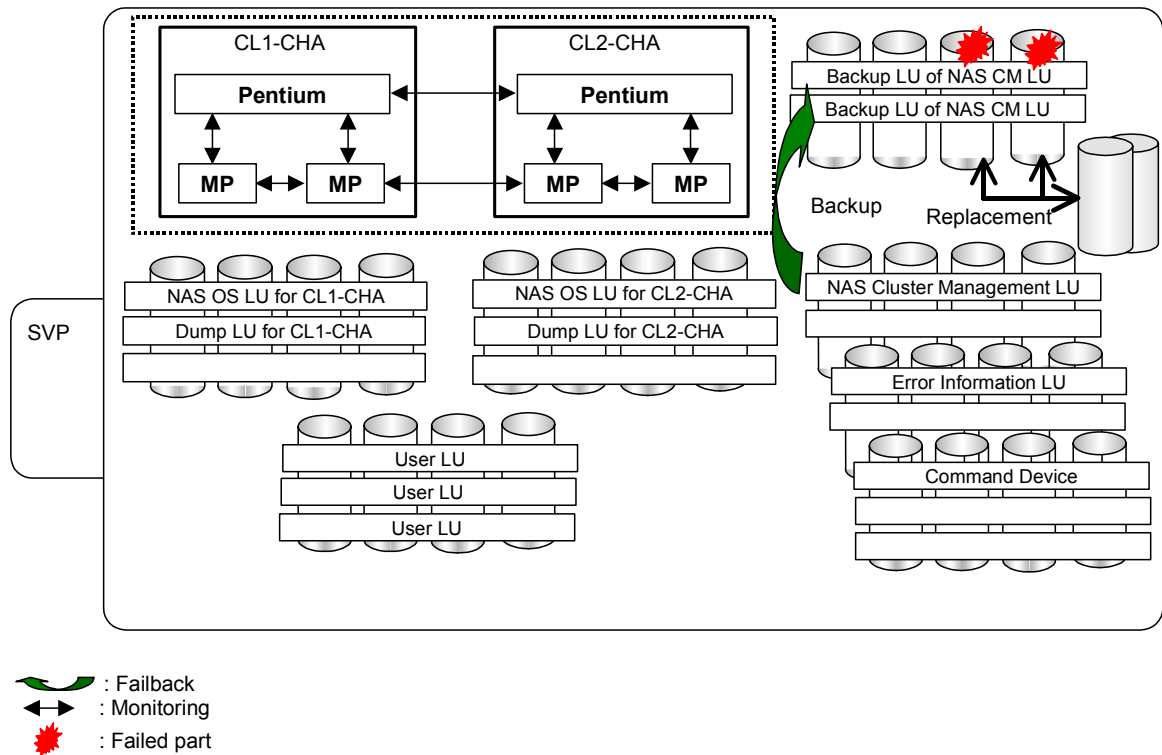 CL1-CHA
CL2-CHA
Pentium
Pentium
MP
MP
MP
MP
Backup LU of NAS CM LU
Backup LU of NAS CM LU
Backup
Replacement
SVP
NAS OS LU for CL1-CHA
Dump LU for CL1-CHA
NAS OS LU for CL2-CHA
Dump LU for CL2-CHA
NAS Cluster Management LU
Error Information LU
Command Device
User LU
User LU
User LU
: Failback
: Monitoring
: Failed part